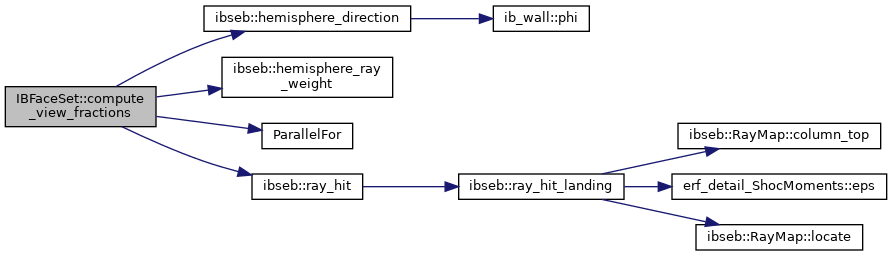 IBFaceSet::compute
_view_fractions
ibseb::hemisphere_direction
ib_wall::phi
ibseb::hemisphere_ray
_weight
ParallelFor
ibseb::ray_hit
ibseb::ray_hit_landing
ibseb::RayMap::column_top
erf_detail_ShocMoments::eps
ibseb::RayMap::locate